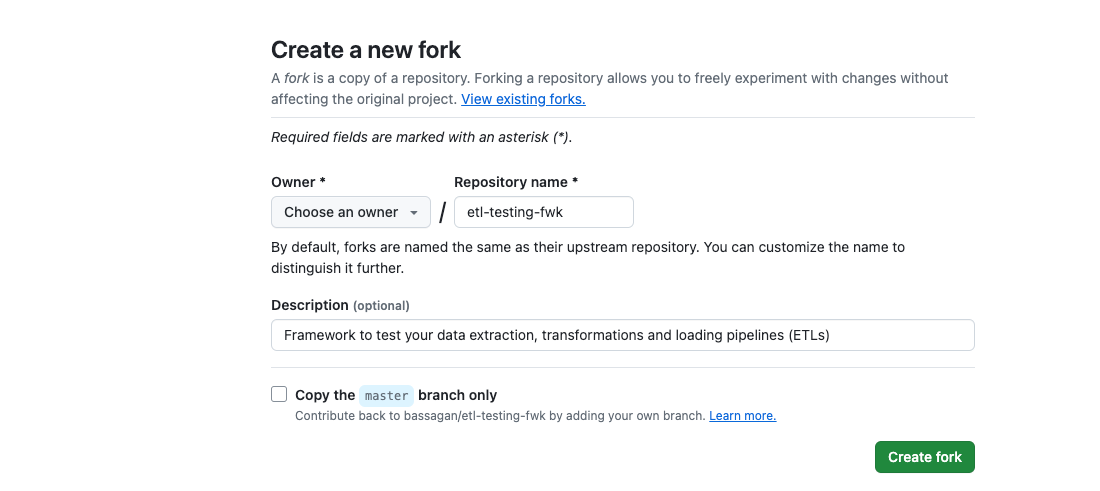 Create a new fork
A fork is a copy of a repository. Forking a repository allows you to freely experiment with changes without
affecting the original project. View existing forks.
Required fields are marked with an asterisk (*).
Owner * Repository name *
Choose an owner / etl-testing-fwk
By default, forks are named the same as their upstream repository. You can customize the name to
distinguish it further.
Description (optional)
Framework to test your data extraction, transformations and loading pipelines (ETLs)
Copy the master branch only
Contribute back to bassagan/etl-testing-fwk by adding your own branch. Learn more.
Create fork